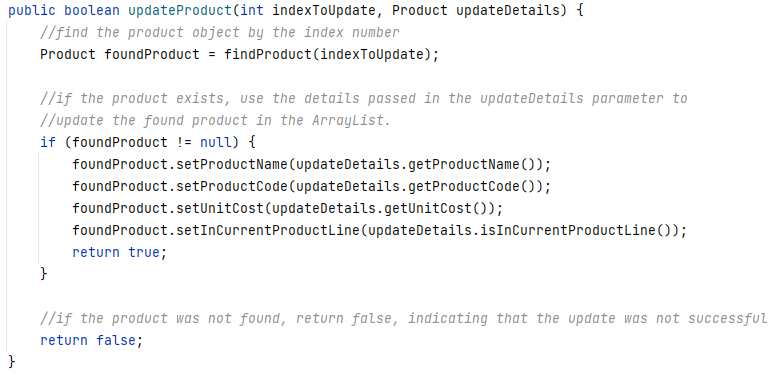 public boolean updateProduct(int indexToUpdate, Product updateDetails) {
    //find the product object by the index number
    Product foundProduct = findProduct(indexToUpdate);

    //if the product exists, use the details passed in the updateDetails parameter to
    //update the found product in the ArrayList.
    if (foundProduct != null) {
        foundProduct.setProductName(updateDetails.getProductName());
        foundProduct.setProductCode(updateDetails.getProductCode());
        foundProduct.setUnitCost(updateDetails.getUnitCost());
        foundProduct.setInCurrentProductLine(updateDetails.isInCurrentProductLine());
        return true;
    }

    //if the product was not found, return false, indicating that the update was not successful
    return false;
}